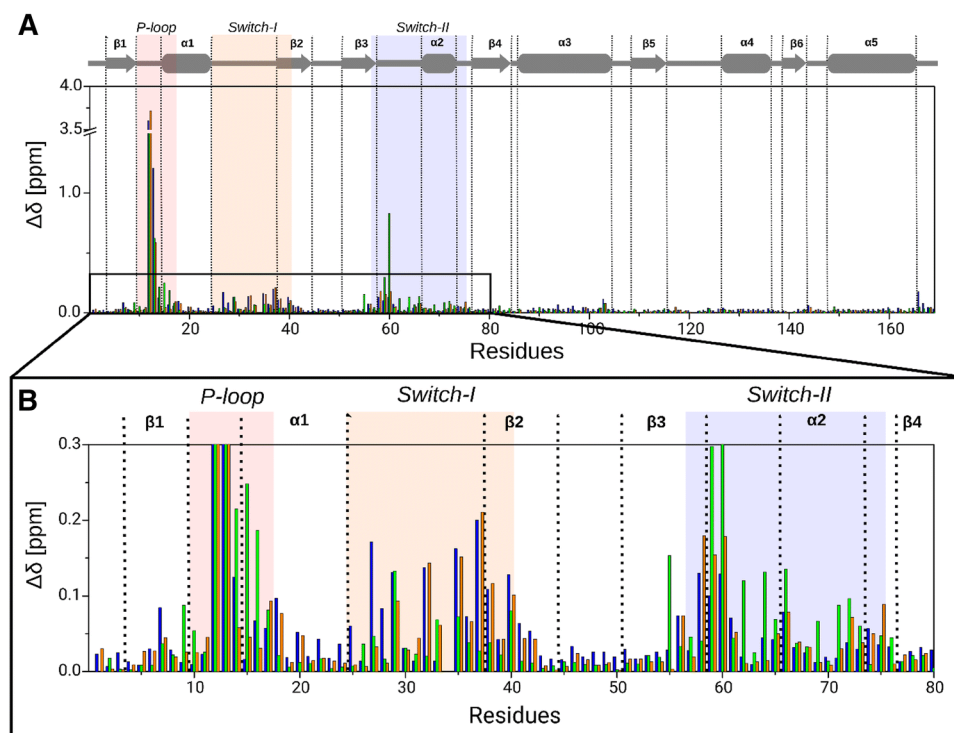 A
P-loop Switch-I Switch-II
β1 α1 β2 β3 α2 β4 α3 β5 α4 β6 α5
4.0
3.5
1.0
0.0
Δδ [ppm]
20 40 60 80 100 120 140 160
Residues
B
P-loop Switch-I Switch-II
β1 α1 β2 β3 α2 β4
0.3
0.2
0.1
0.0
Δδ [ppm]
10 20 30 40 50 60 70 80
Residues